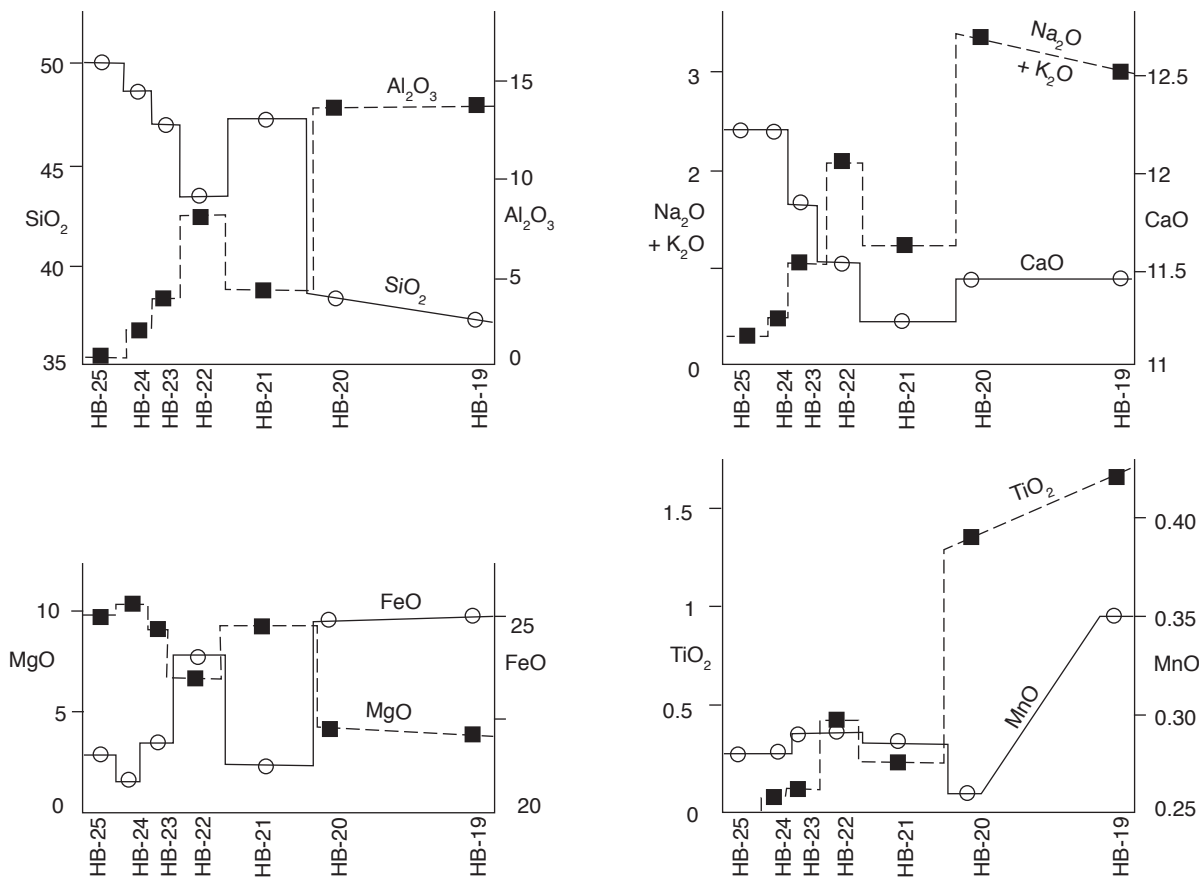 50
45
SiO₂
40
35
Al₂O₃
SiO₂
15
10
Al₂O₃
5
0
HB-25
HB-24
HB-23
HB-22
HB-21
HB-20
HB-19
3
2
Na₂O
+ K₂O
0
Na₂O
+ K₂O
CaO
12.5
12
CaO
11.5
11
HB-25
HB-24
HB-23
HB-22
HB-21
HB-20
HB-19
10
MgO
5
0
FeO
MgO
25
FeO
20
HB-25
HB-24
HB-23
HB-22
HB-21
HB-20
HB-19
1.5
1
TiO₂
0.5
0
TiO₂
MnO
0.40
0.35
MnO
0.30
0.25
HB-25
HB-24
HB-23
HB-22
HB-21
HB-20
HB-19